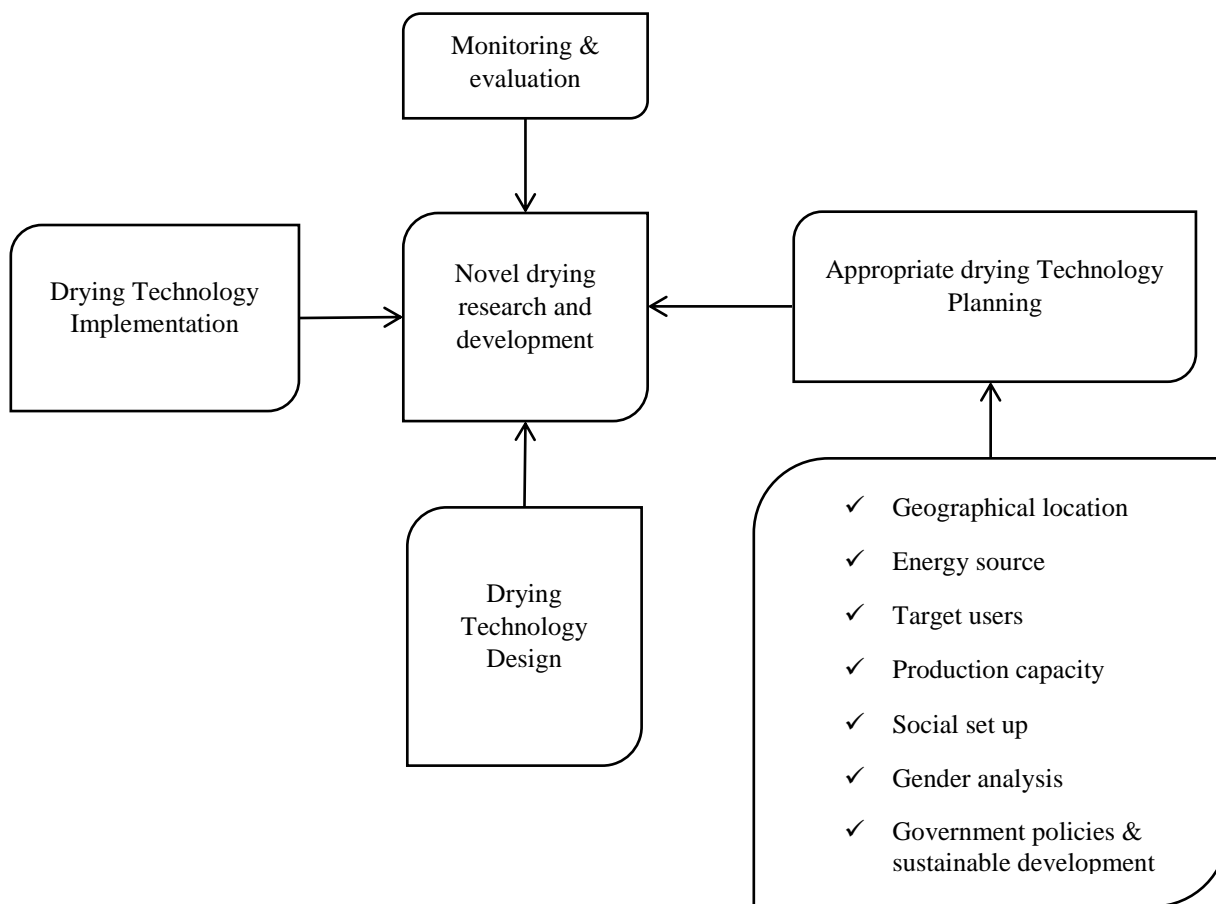 Monitoring &
evaluation
Drying Technology
Implementation
Novel drying
research and
development
Appropriate drying Technology
Planning
Drying
Technology
Design
✓ Geographical location
✓ Energy source
✓ Target users
✓ Production capacity
✓ Social set up
✓ Gender analysis
✓ Government policies &
sustainable development